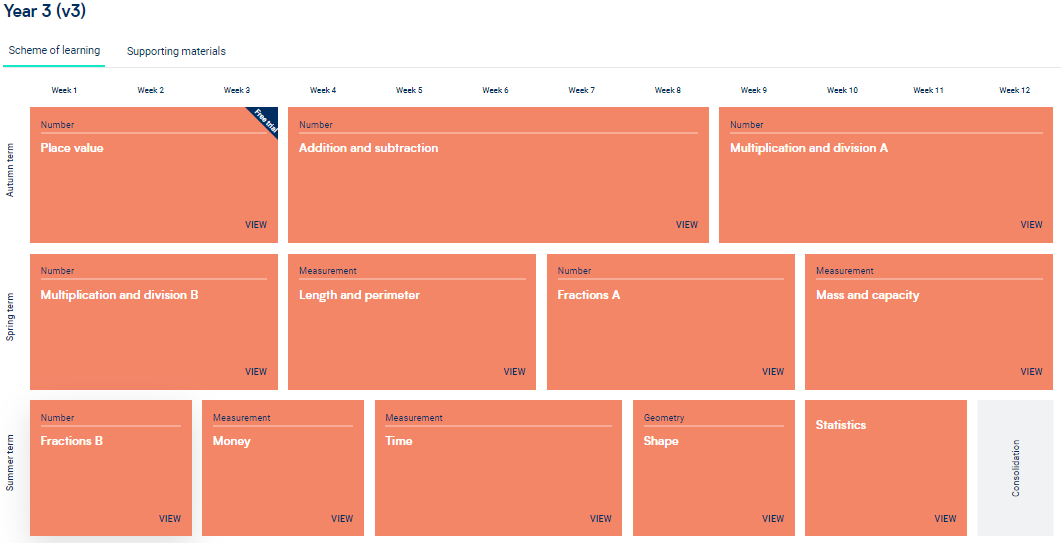 Year 3 (v3)
Scheme of learning
Supporting materials
Week 1
Week 2
Week 3
Week 4
Week 5
Week 6
Week 7
Week 8
Week 9
Week 10
Week 11
Week 12
Autumn term
Number
Free trial
Place value
VIEW
Number
Addition and subtraction
VIEW
Number
Multiplication and division A
VIEW
Spring term
Number
Multiplication and division B
VIEW
Measurement
Length and perimeter
VIEW
Number
Fractions A
VIEW
Measurement
Mass and capacity
VIEW
Summer term
Number
Fractions B
VIEW
Measurement
Money
VIEW
Measurement
Time
VIEW
Geometry
Shape
VIEW
Statistics
VIEW
Consolidation